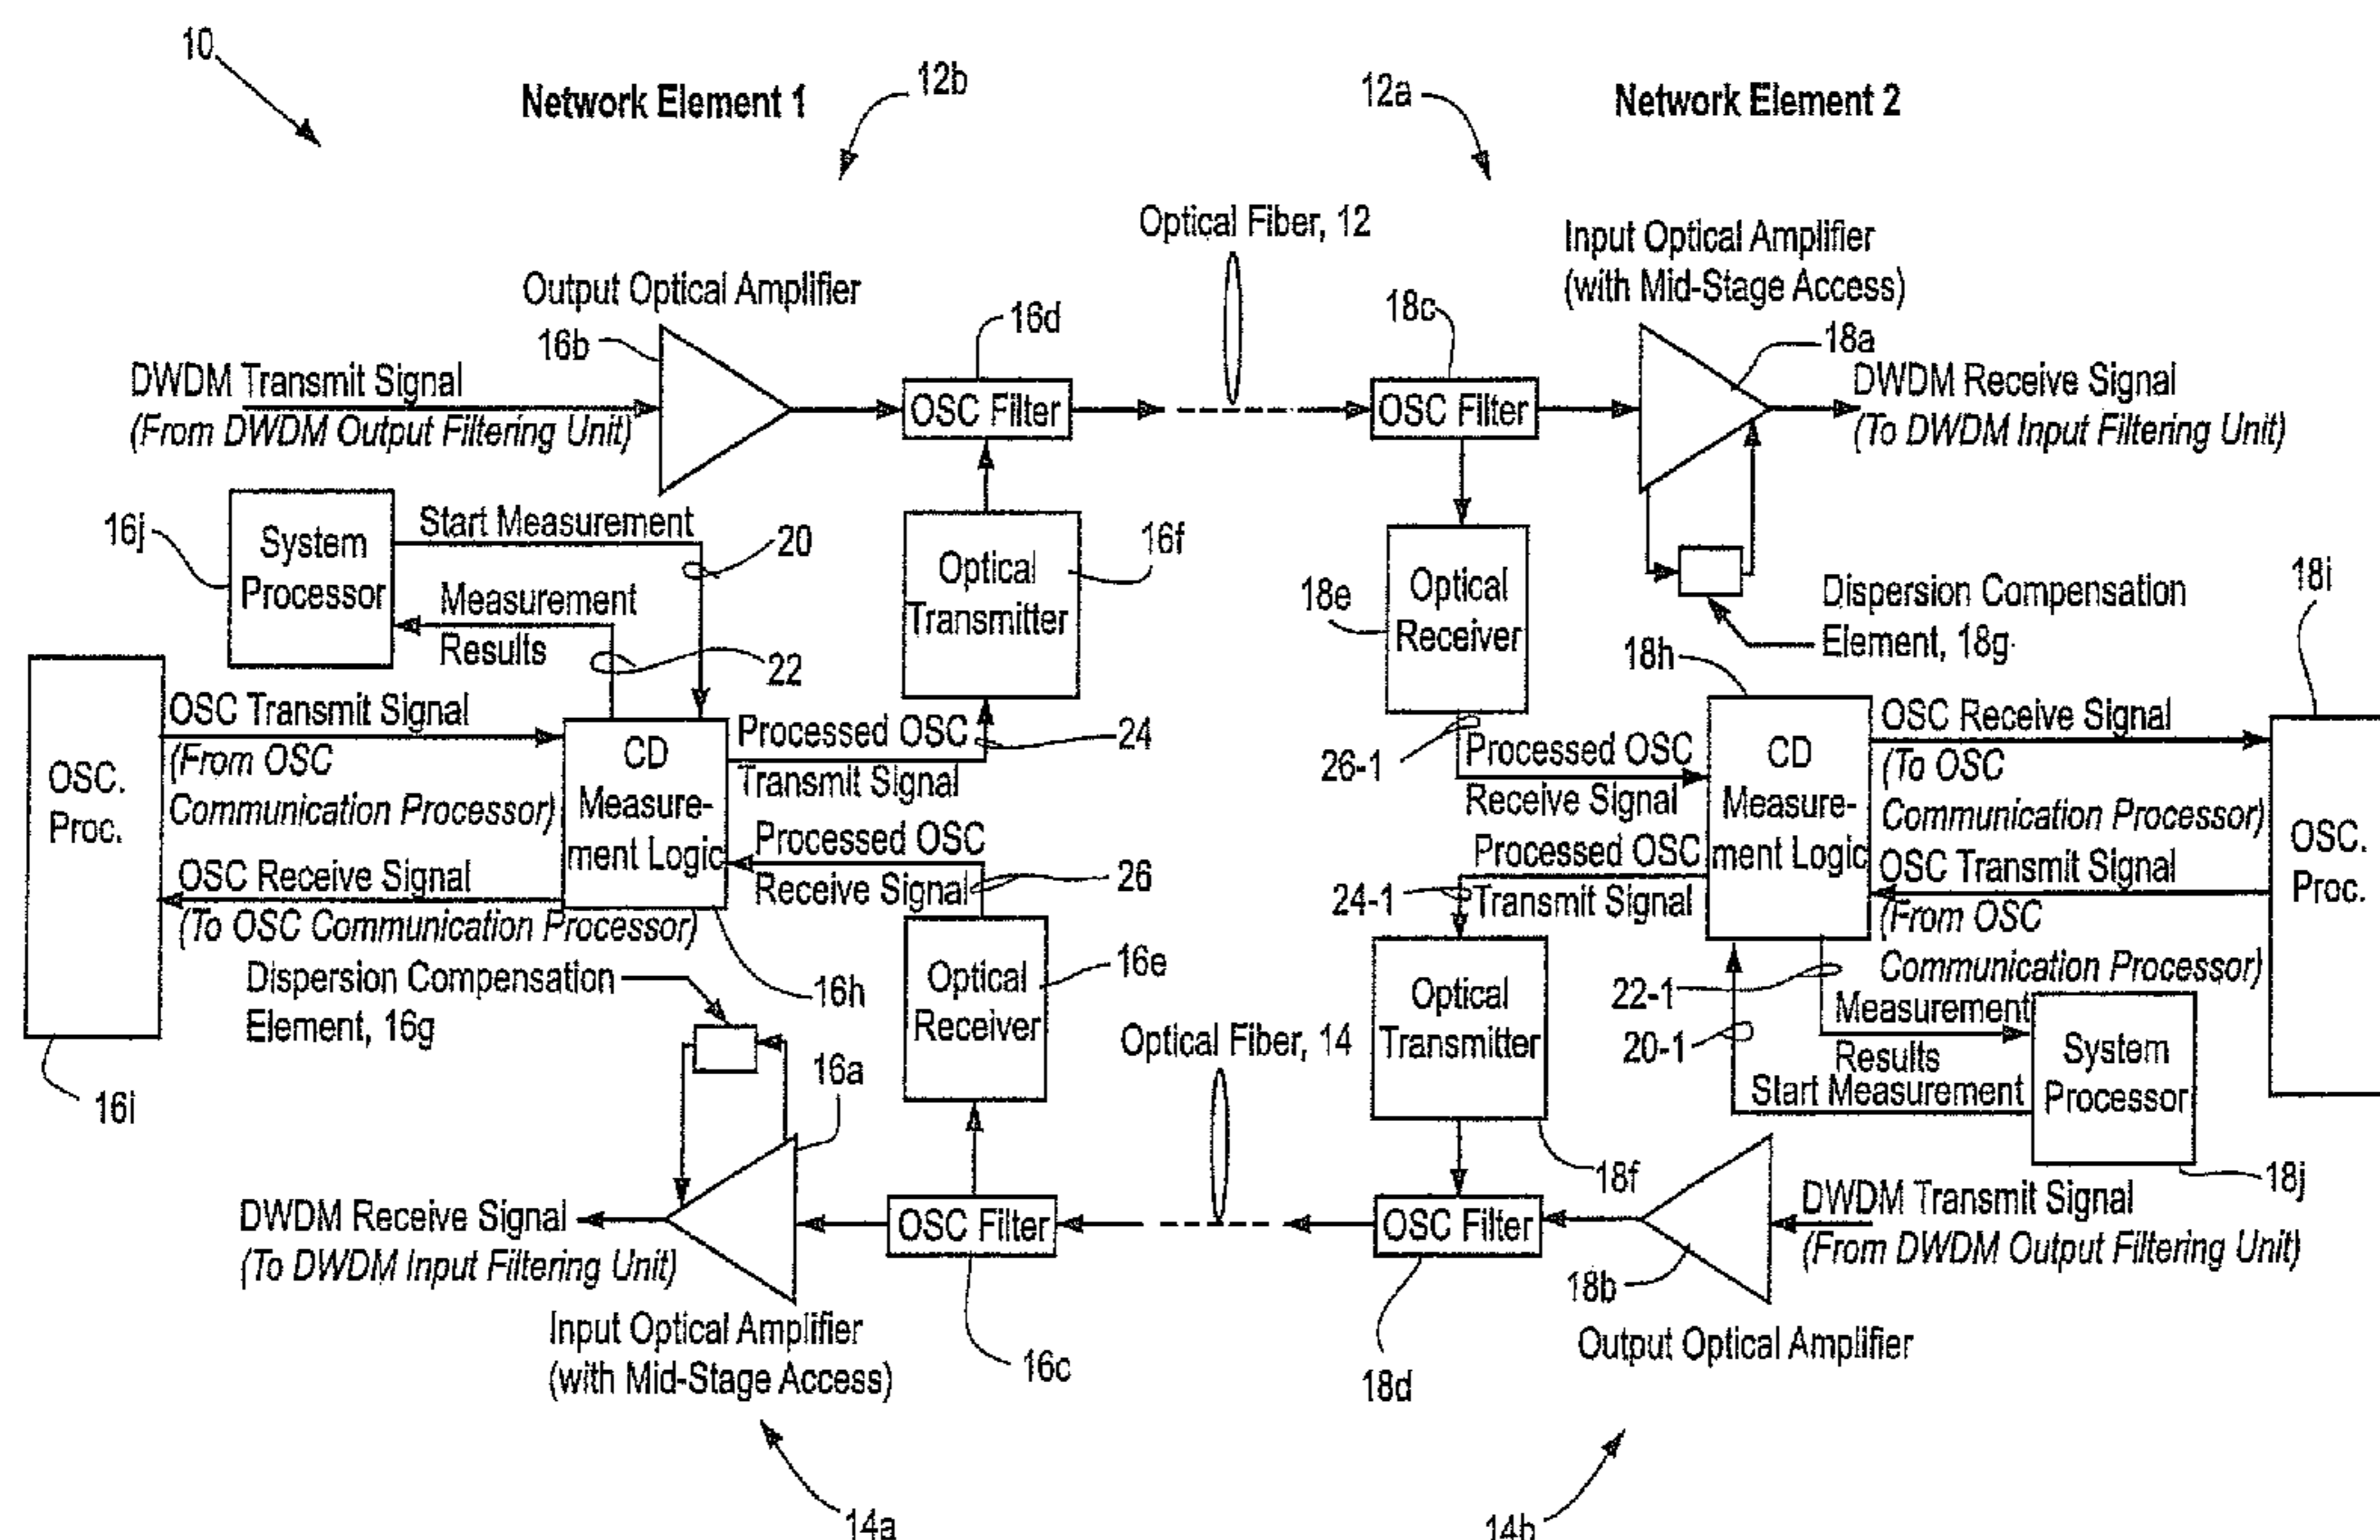 10
Network Element 1
12b
12a
Network Element 2
Optical Fiber, 12
Input Optical Amplifier
(with Mid-Stage Access)
Output Optical Amplifier
16b
16d
18c
18a
DWDM Transmit Signal
(From DWDM Output Filtering Unit)
OSC Filter
OSC Filter
DWDM Receive Signal
(To DWDM Input Filtering Unit)
16j
System
Processor
Start Measurement
20
Measurement
Results
22
Optical
Transmitter
16f
18e
Optical
Receiver
Dispersion Compensation
Element, 18g
18i
18h
OSC.
Proc.
OSC Transmit Signal
(From OSC
Communication Processor)
OSC Receive Signal
(To OSC Communication Processor)
16i
CD
Measure-
ment Logic
16h
Processed OSC
Transmit Signal
24
Processed OSC
Receive Signal
26
26-1
Processed OSC
Receive Signal
Processed OSC
Transmit Signal
24-1
CD
Measure-
ment Logic
OSC Receive Signal
(To OSC
Communication Processor)
OSC Transmit Signal
(From OSC
Communication Processor)
OSC.
Proc.
Dispersion Compensation
Element, 16g
16a
Optical
Receiver
16e
Optical Fiber, 14
Optical
Transmitter
18f
22-1
20-1
Measurement
Results
Start Measurement
System
Processor
18j
DWDM Receive Signal
(To DWDM Input Filtering Unit)
OSC Filter
OSC Filter
DWDM Transmit Signal
(From DWDM Output Filtering Unit)
Input Optical Amplifier
(with Mid-Stage Access)
16c
18d
18b
Output Optical Amplifier
14a
14b